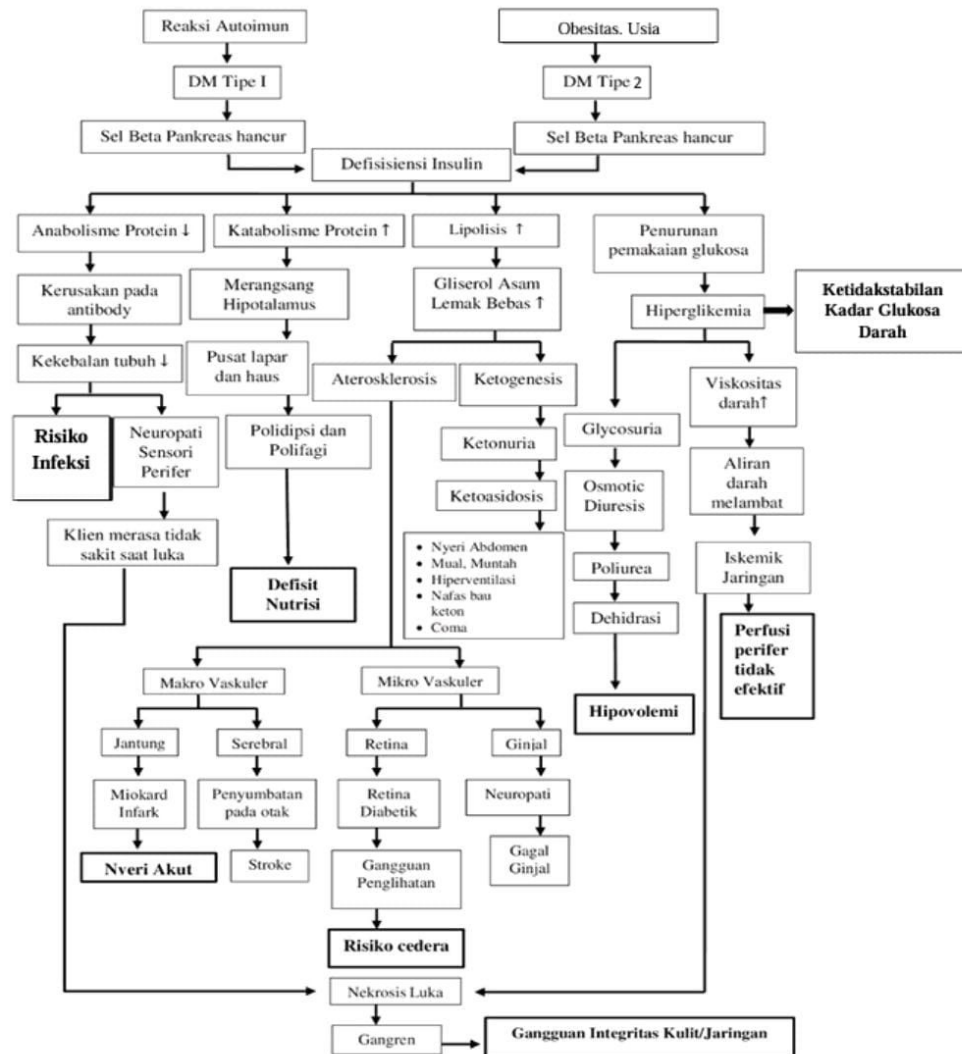 Reaksi Autoimun
Obesitas. Usia
DM Tipe I
DM Tipe 2
Sel Beta Pankreas hancur
Sel Beta Pankreas hancur
Defisisiensi Insulin
Anabolisme Protein ↓
Katabolisme Protein ↑
Lipolisis ↑
Penurunan
pemakaian glukosa
Kerusakan pada
antibody
Merangsang
Hipotalamus
Gliserol Asam
Lemak Bebas ↑
Hiperglikemia
Ketidakstabilan
Kadar Glukosa
Darah
Kekebalan tubuh ↓
Pusat lapar
dan haus
Aterosklerosis
Ketogenesis
Viskositas
darah↑
Risiko
Infeksi
Neuropati
Sensori
Perifer
Polidipsi dan
Polifagi
Ketonuria
Glycosuria
Aliran
darah
melambat
Ketoasidosis
Osmotic
Diuresis
Klien merasa tidak
sakit saat luka
• Nyeri Abdomen
• Mual, Muntah
• Hiperventilasi
• Nafas bau
keton
• Coma
Poliurea
Iskemik
Jaringan
Defisit
Nutrisi
Dehidrasi
Perfusi
perifer
tidak
efektif
Makro Vaskuler
Mikro Vaskuler
Hipovolemi
Jantung
Serebral
Retina
Ginjal
Miokard
Infark
Penyumbatan
pada otak
Retina
Diabetik
Neuropati
Nveri Akut
Stroke
Gangguan
Penglihatan
Gagal
Ginjal
Risiko cedera
Nekrosis Luka
Gangren
Gangguan Integritas Kulit/Jaringan